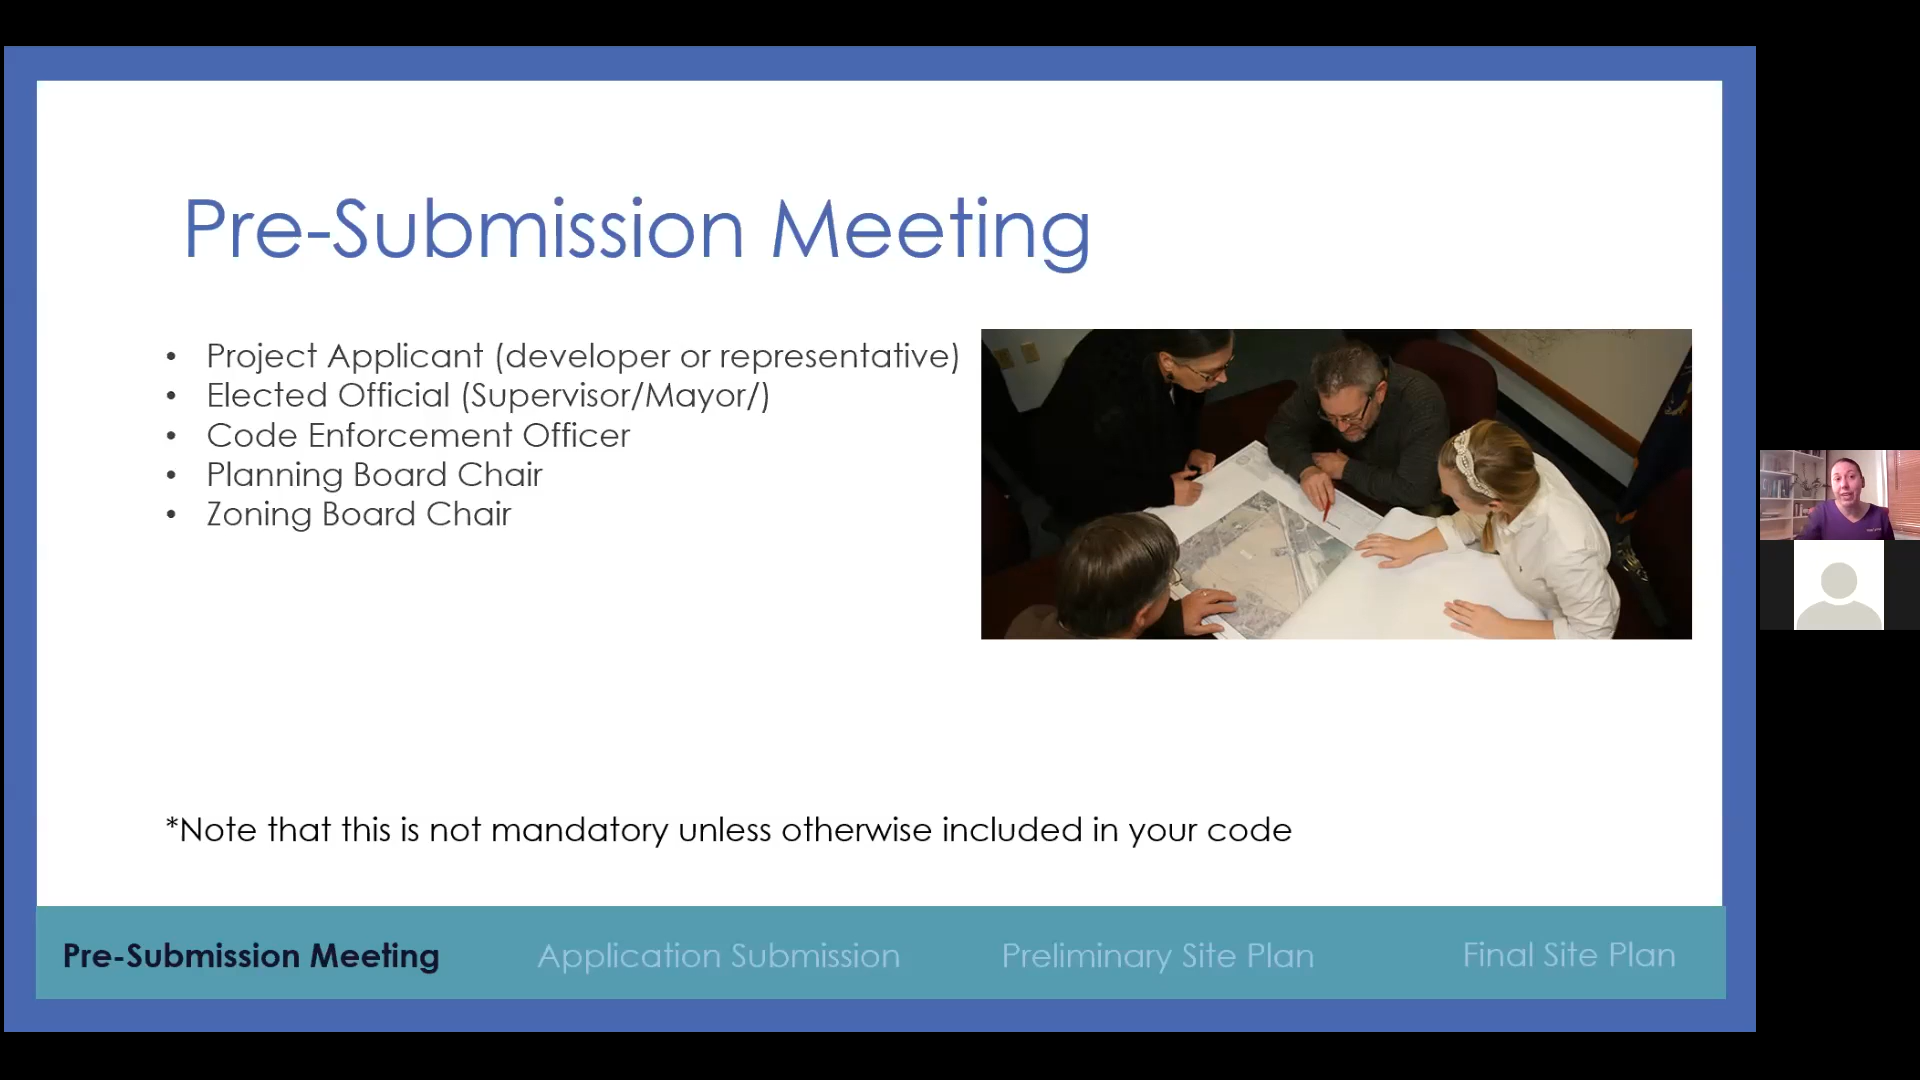 Pre-Submission Meeting
• Project Applicant (developer or representative)
• Elected Official (Supervisor/Mayor/)
• Code Enforcement Officer
• Planning Board Chair
• Zoning Board Chair
*Note that this is not mandatory unless otherwise included in your code
Pre-Submission Meeting
Application Submission
Preliminary Site Plan
Final Site Plan